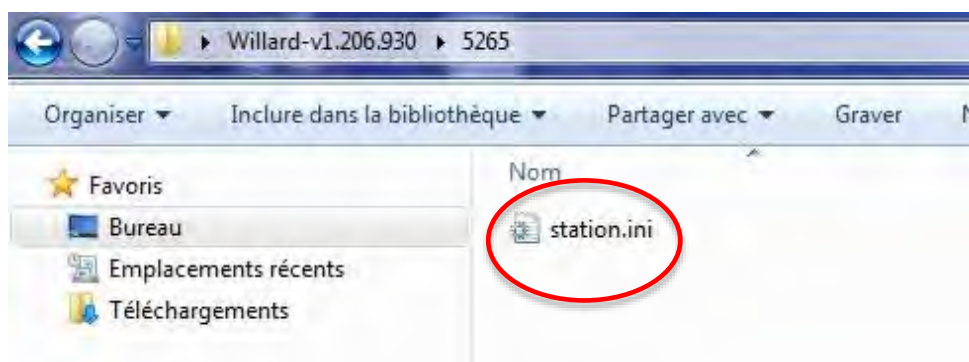 Willard-v1.206.930 ▸ 5265
Organiser ▾ Inclure dans la bibliothèque ▾ Partager avec ▾ Graver
Nom
Favoris
station.ini
Bureau
Emplacements récents
Téléchargements